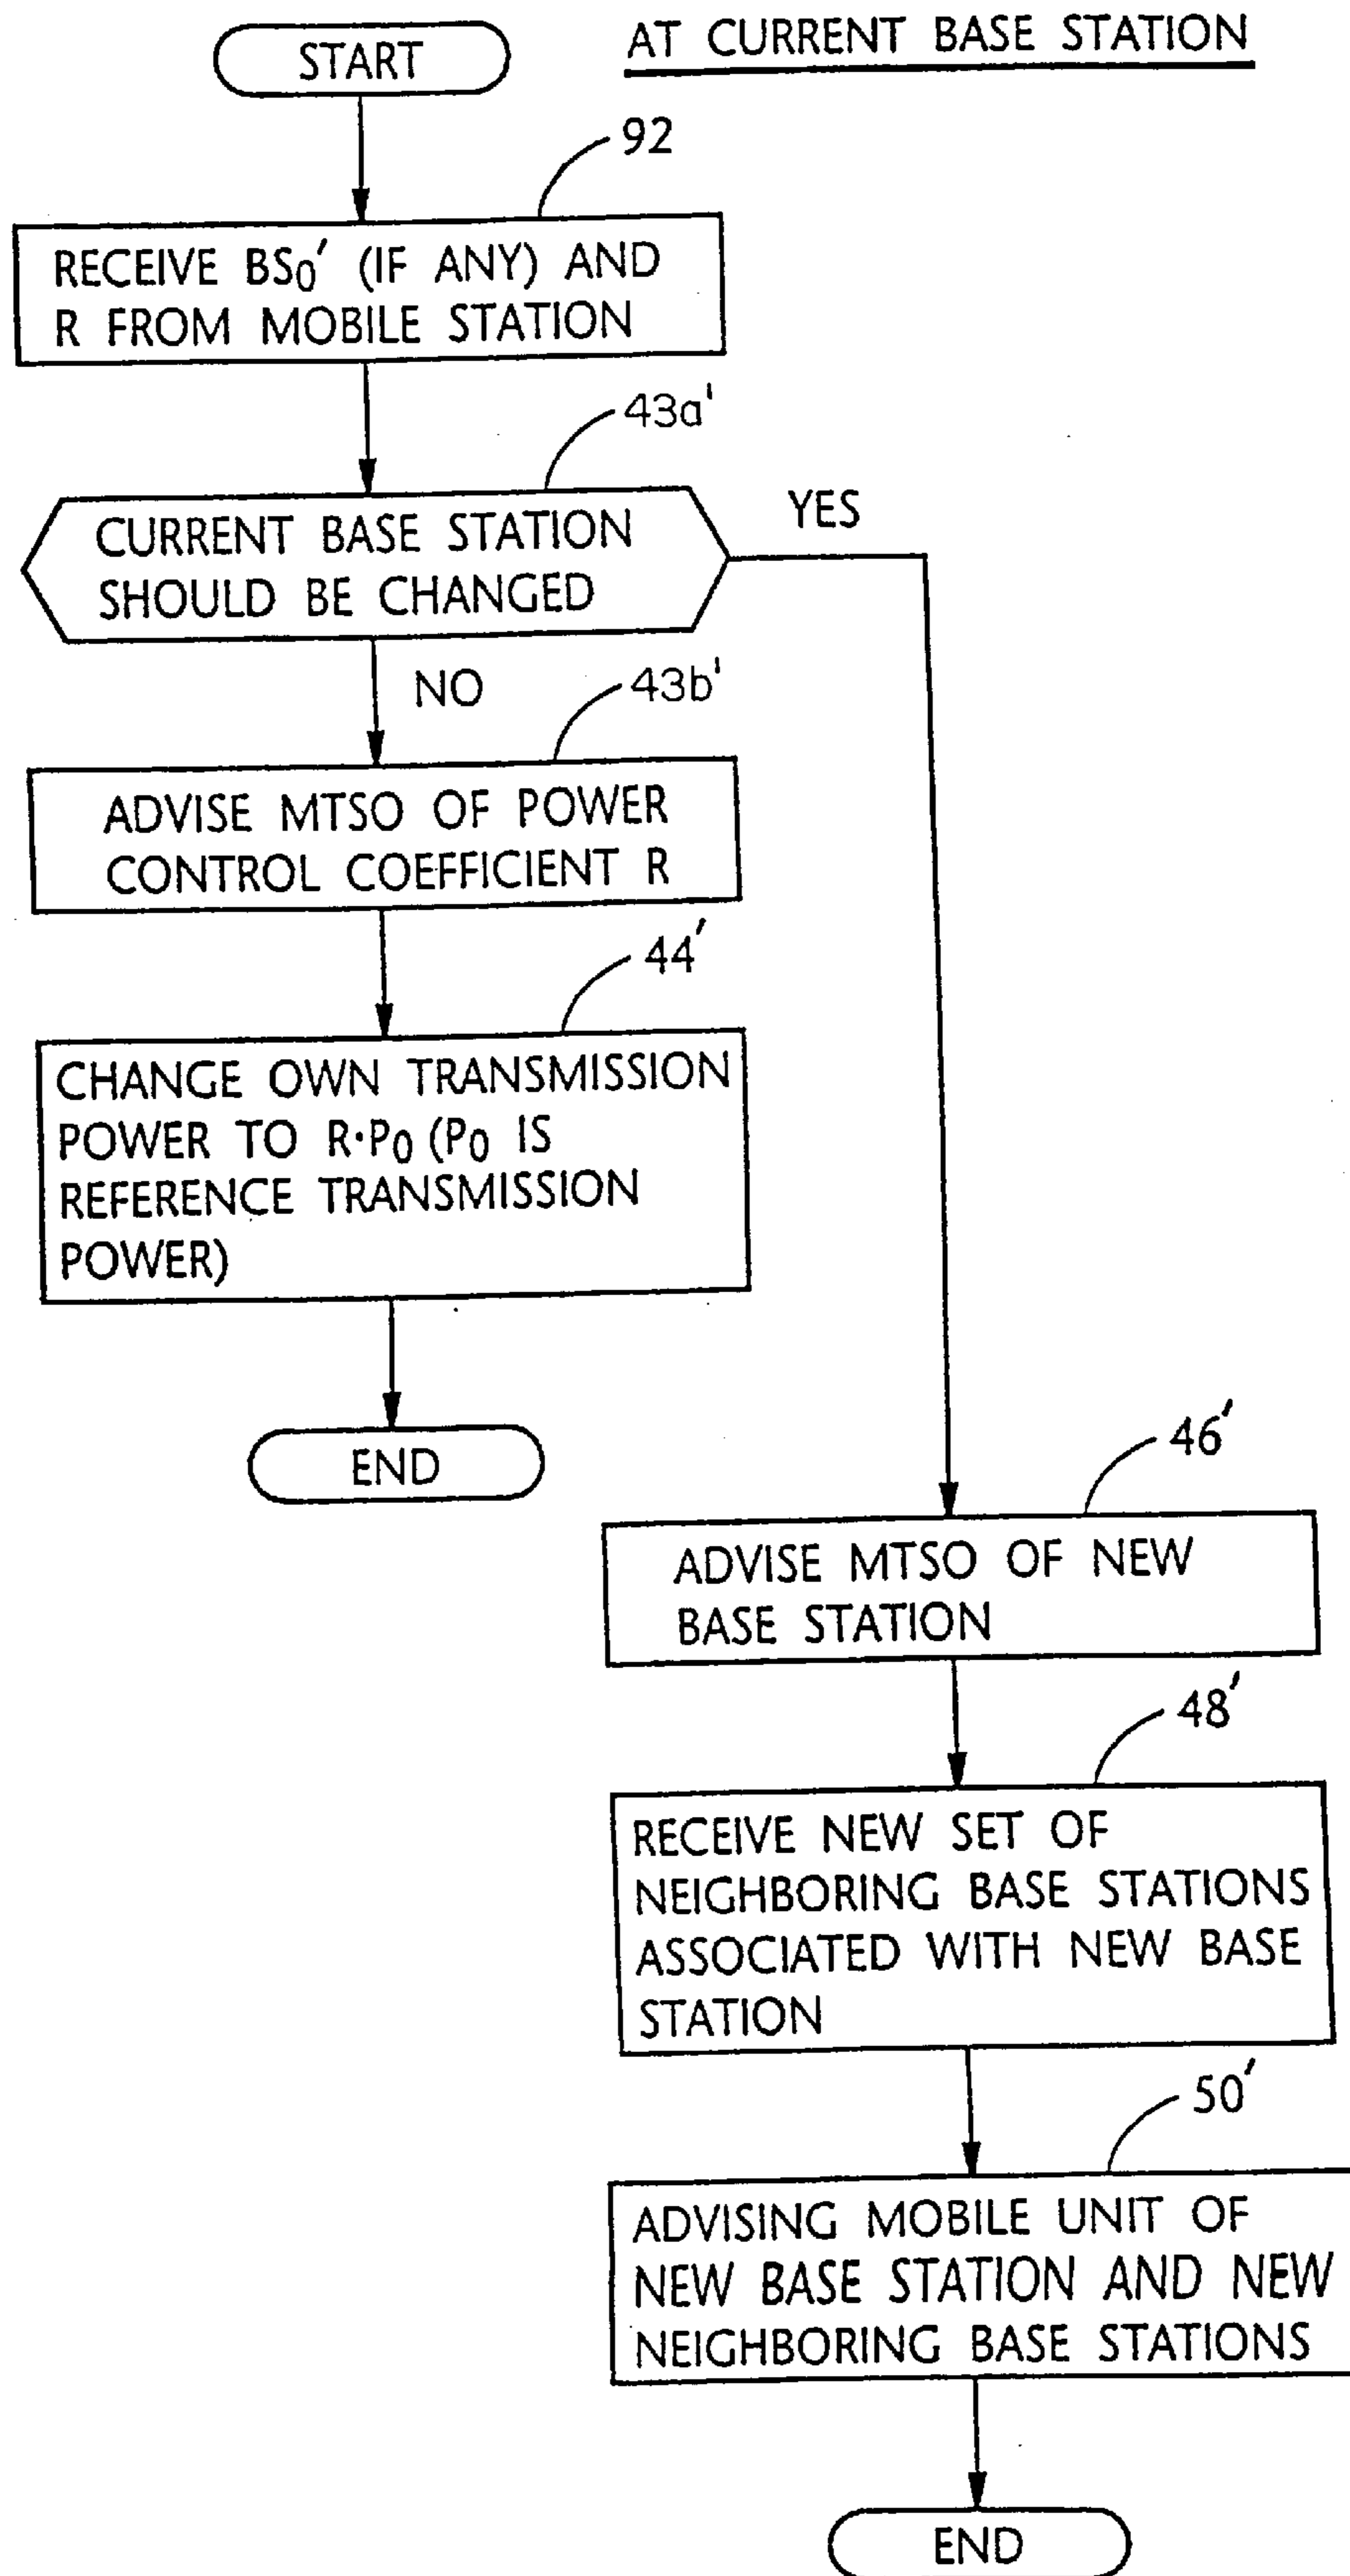 START
AT CURRENT BASE STATION
92
RECEIVE BS₀' (IF ANY) AND
R FROM MOBILE STATION
43a'
CURRENT BASE STATION
SHOULD BE CHANGED
YES
NO
43b'
ADVISE MTSO OF POWER
CONTROL COEFFICIENT R
44'
CHANGE OWN TRANSMISSION
POWER TO R·P₀ (P₀ IS
REFERENCE TRANSMISSION
POWER)
END
46'
ADVISE MTSO OF NEW
BASE STATION
48'
RECEIVE NEW SET OF
NEIGHBORING BASE STATIONS
ASSOCIATED WITH NEW BASE
STATION
50'
ADVISING MOBILE UNIT OF
NEW BASE STATION AND NEW
NEIGHBORING BASE STATIONS
END